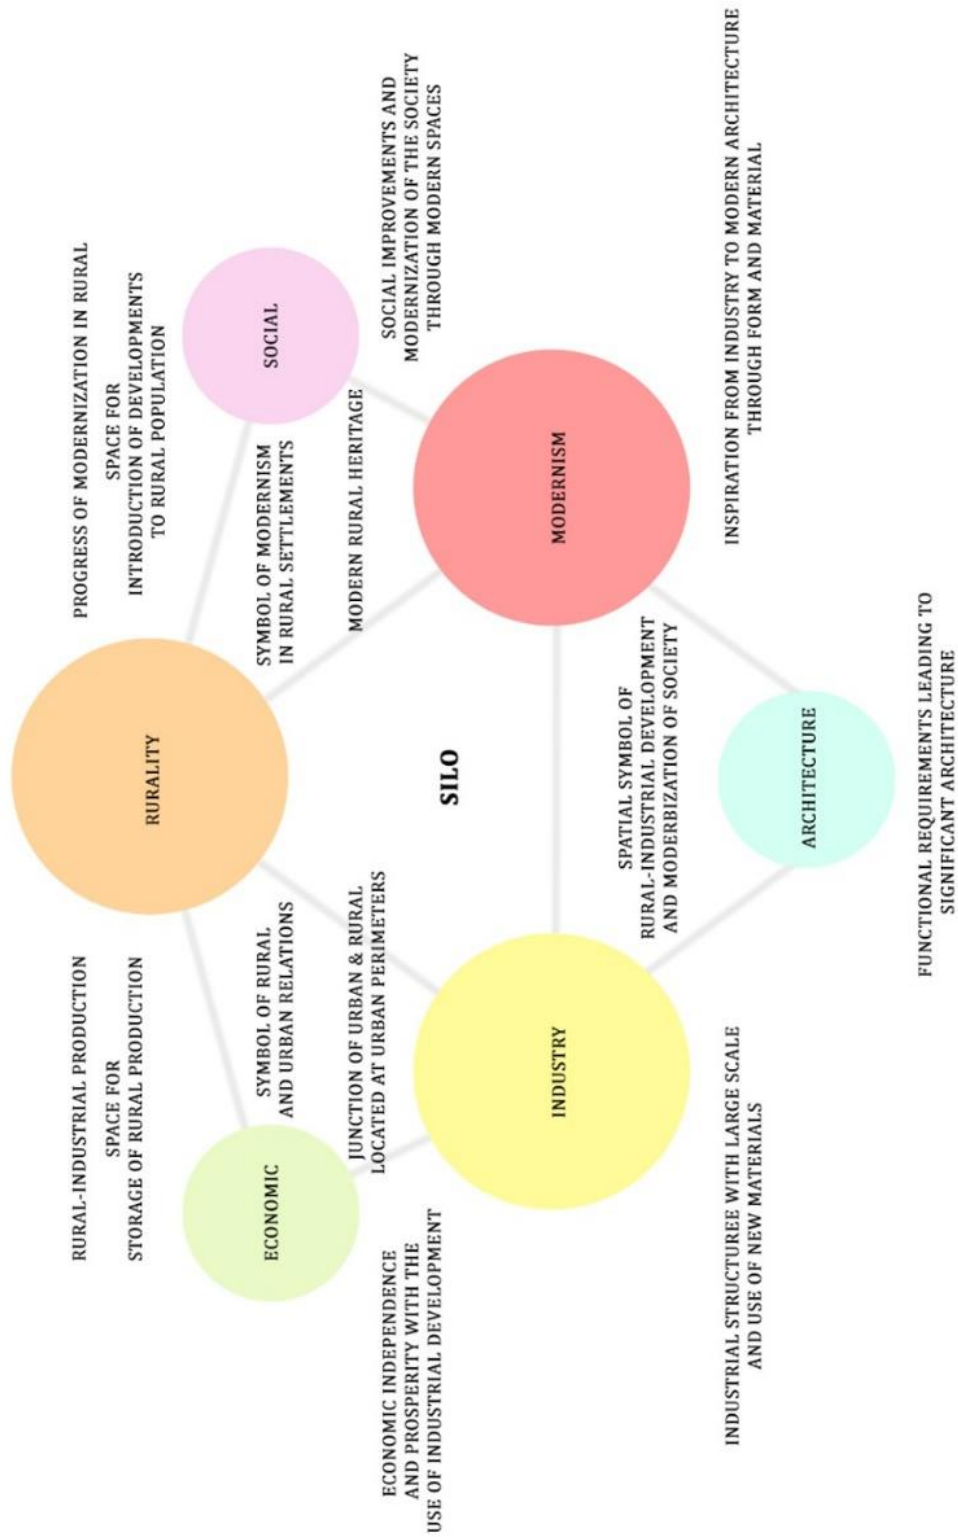 RURAL-INDUSTRIAL PRODUCTION
SPACE FOR
STORAGE OF RURAL PRODUCTION
PROGRESS OF MODERNIZATION IN RURAL
SPACE FOR
INTRODUCTION OF DEVELOPMENTS
TO RURAL POPULATION
RURALITY
ECONOMIC
SYMBOL OF RURAL
AND URBAN RELATIONS
SYMBOL OF MODERNISM
IN RURAL SETTLEMENTS
SOCIAL
JUNCTION OF URBAN & RURAL
LOCATED AT URBAN PERIMETERS
MODERN RURAL HERITAGE
ECONOMIC INDEPENDENCE
AND PROSPERITY WITH THE
USE OF INDUSTRIAL DEVELOPMENT
SILO
SOCIAL IMPROVEMENTS AND
MODERNIZATION OF THE SOCIETY
THROUGH MODERN SPACES
INDUSTRY
MODERNISM
SPATIAL SYMBOL OF
RURAL-INDUSTRIAL DEVELOPMENT
AND MODERBIZATION OF SOCIETY
INDUSTRIAL STRUCTUREE WITH LARGE SCALE
AND USE OF NEW MATERIALS
INSPIRATION FROM INDUSTRY TO MODERN ARCHITECTURE
THROUGH FORM AND MATERIAL
ARCHITECTURE
FUNCTIONAL REQUIREMENTS LEADING TO
SIGNIFICANT ARCHITECTURE